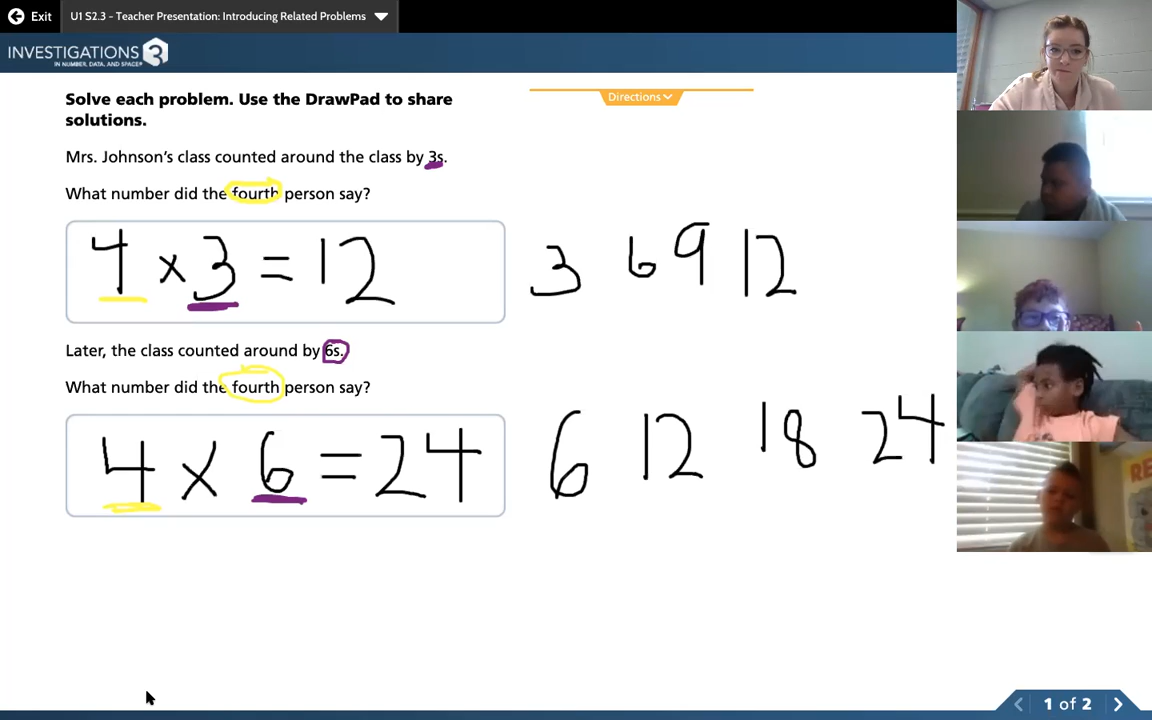 Exit U1 S2.3 - Teacher Presentation: Introducing Related Problems
INVESTIGATIONS 3
IN NUMBER, DATA, AND SPACE®
Directions
Solve each problem. Use the DrawPad to share
solutions.
Mrs. Johnson's class counted around the class by 3s.
What number did the fourth person say?
4 x 3 = 12 3 6 9 12
Later, the class counted around by 6s.
What number did the fourth person say?
4 x 6 = 24 6 12 18 24
RE
1 of 2